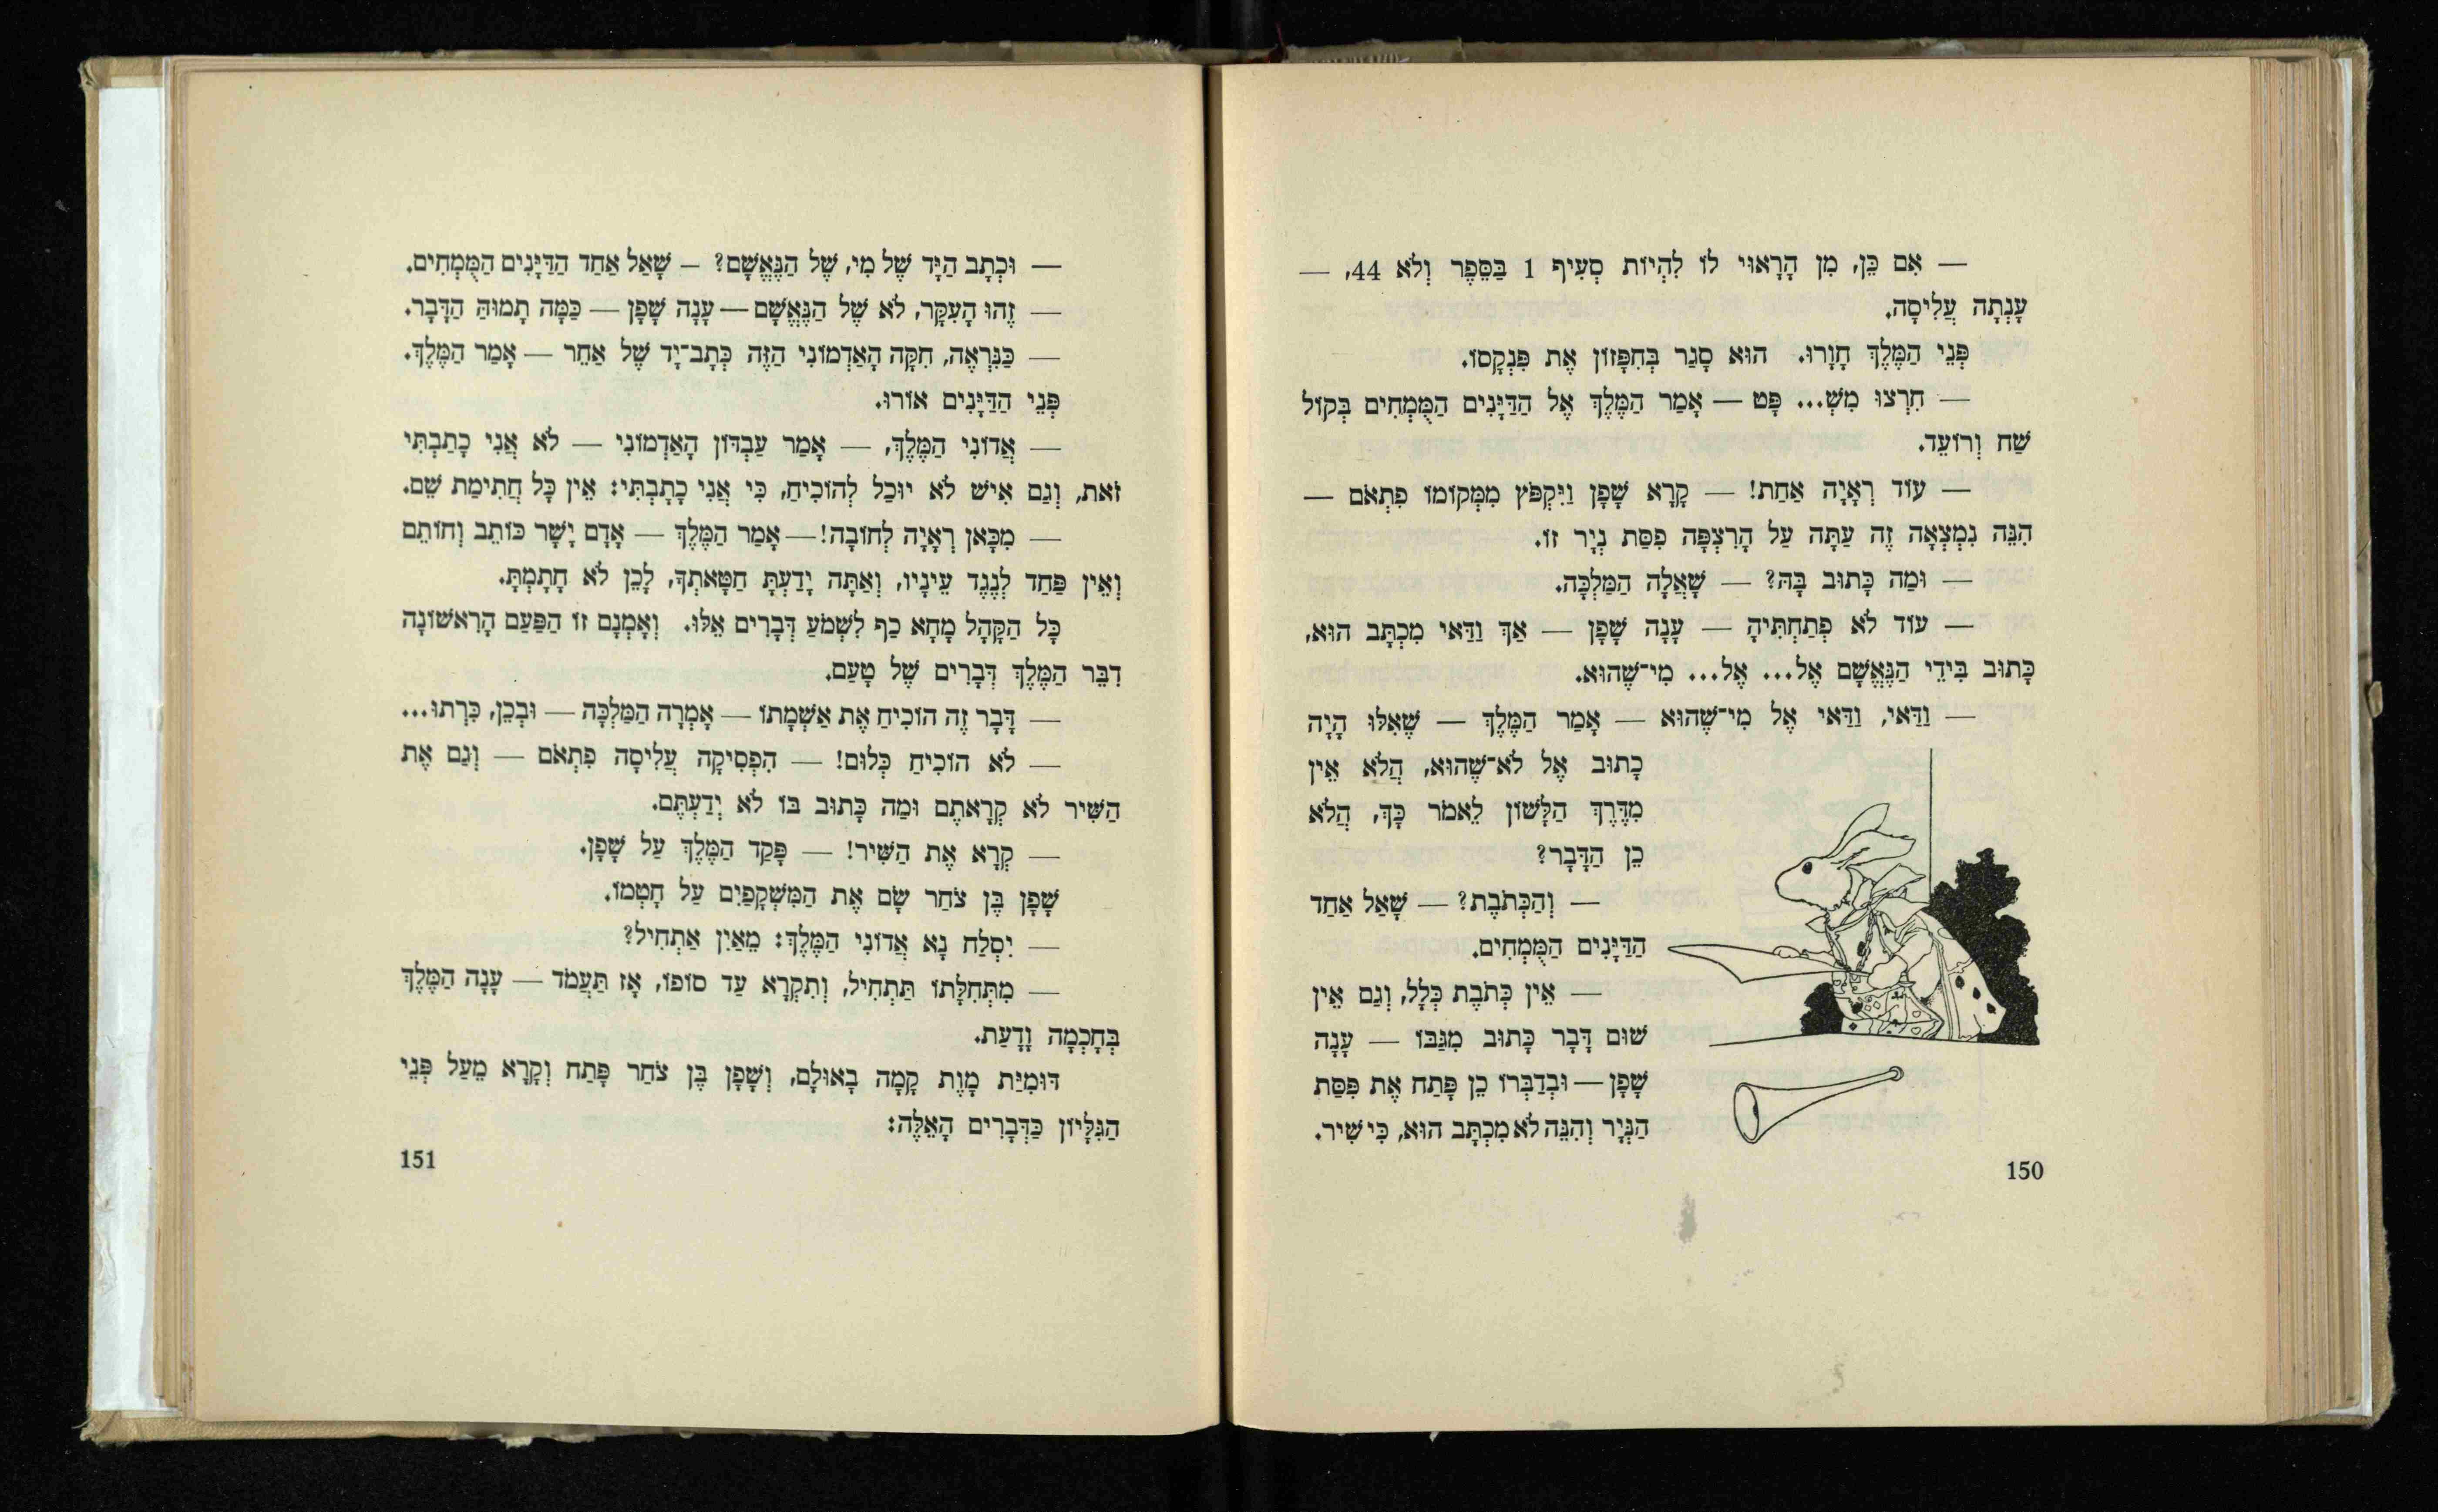 — אִם כֵּן, מִן הָרָאוּי לוֹ לִהְיוֹת סְעִיף 1 בַּסֵּפֶר וְלֹא 44, —
עָנְתָה עֲלִיסָה.
פְּנֵי הַמֶּלֶךְ חָוָרוּ. הוּא סָגַר בְּחִפָּזוֹן אֶת פִּנְקָסוֹ.
— חִרְצוּ מִשְׁ... פָּט — אָמַר הַמֶּלֶךְ אֶל הַדַּיָּנִים הַמֻּמְחִים בְּקוֹל
שַׁח וְרוֹעֵד.
— עוֹד רְאָיָה אַחַת! — קָרָא שָׁפָן וַיִּקְפֹּץ מִמְּקוֹמוֹ פִּתְאֹם —
הִנֵּה נִמְצְאָה זֶה עַתָּה עַל הָרִצְפָּה פִּסַּת נְיָר זוֹ.
— וּמַה כָּתוּב בָּהּ? — שָׁאֲלָה הַמַּלְכָּה.
— עוֹד לֹא פְתַחְתִּיהָ — עָנָה שָׁפָן — אַךְ וַדַּאי מִכְתָּב הוּא,
כָּתוּב בִּידֵי הַנֶּאֱשָׁם אֶל... אֶל... מִי־שֶׁהוּא.
— וַדַּאי, וַדַּאי אֶל מִי־שֶׁהוּא — אָמַר הַמֶּלֶךְ — שֶׁאִלּוּ הָיָה
כָתוּב אֶל לֹא־שֶׁהוּא, הֲלֹא אֵין
מִדֶּרֶךְ הַלָּשׁוֹן לֵאמֹר כָּךְ, הֲלֹא
כֵן הַדָּבָר?
— וְהַכְּתֹבֶת? — שָׁאַל אַחַד
הַדַּיָּנִים הַמֻּמְחִים.
— אֵין כְּתֹבֶת כְּלָל, וְגַם אֵין
שׁוּם דָּבָר כָּתוּב מִגַּבּוֹ — עָנָה
שָׁפָן — וּבְדַבְּרוֹ כֵן פָּתַח אֶת פִּסַּת
הַנְּיָר וְהִנֵּה לֹא מִכְתָּב הוּא, כִּי שִׁיר.
150
— וּכְתָב הַיָּד שֶׁל מִי, שֶׁל הַנֶּאֱשָׁם? — שָׁאַל אַחַד הַדַּיָּנִים הַמֻּמְחִים.
— זֶהוּ הָעִקָּר, לֹא שֶׁל הַנֶּאֱשָׁם — עָנָה שָׁפָן — כַּמָּה תָמוּהַּ הַדָּבָר.
— כַּנִּרְאֶה, חִקָּה הָאַדְמוֹנִי הַזֶּה כְּתָב־יָד שֶׁל אַחֵר — אָמַר הַמֶּלֶךְ.
פְּנֵי הַדַּיָּנִים אוֹרוּ.
— אֲדוֹנִי הַמֶּלֶךְ, — אָמַר עַבְדּוֹן הָאַדְמוֹנִי — לֹא אֲנִי כָתַבְתִּי
זֹאת, וְגַם אִישׁ לֹא יוּכַל לְהוֹכִיחַ, כִּי אֲנִי כָתָבְתִּי: אֵין כָּל חֲתִימַת שֵׁם.
— מִכָּאן רְאָיָה לְחוֹבָה! — אָמַר הַמֶּלֶךְ — אָדָם יָשָׁר כּוֹתֵב וְחוֹתֵם
וְאֵין פַּחַד לְנֶגֶד עֵינָיו, וְאַתָּה יָדַעְתָּ חַטָּאתְךָ, לָכֵן לֹא חָתָמְתָּ.
כָּל הַקָּהָל מָחָא כַף לִשְׁמֹעַ דְּבָרִים אֵלּוּ. וְאָמְנָם זוֹ הַפַּעַם הָרִאשׁוֹנָה
דִּבֵּר הַמֶּלֶךְ דְּבָרִים שֶׁל טַעַם.
— דָּבָר זֶה הוֹכִיחַ אֶת אַשְׁמָתוֹ — אָמְרָה הַמַּלְכָּה — וּבְכֵן, כִּרְתוּ...
— לֹא הוֹכִיחַ כְּלוּם! — הִפְסִיקָה עֲלִיסָה פִּתְאֹם — וְגַם אֶת
הַשִּׁיר לֹא קְרָאתֶם וּמַה כָּתוּב בּוֹ לֹא יְדַעְתֶּם.
— קְרָא אֶת הַשִּׁיר! — פָּקַד הַמֶּלֶךְ עַל שָׁפָן.
שָׁפָן בֶּן צֹחַר שָׂם אֶת הַמִּשְׁקָפַיִם עַל חָטְמוֹ.
— יִסְלַח נָא אֲדוֹנִי הַמֶּלֶךְ: מֵאַיִן אַתְחִיל?
— מִתְּחִלָּתוֹ תַּתְחִיל, וְתִקְרָא עַד סוֹפוֹ, אָז תַּעֲמֹד — עָנָה הַמֶּלֶךְ
בְּחָכְמָה וָדָעַת.
דּוּמִיַּת מָוֶת קָמָה בָאוּלָם, וְשָׁפָן בֶּן צֹחַר פָּתַח וְקָרָא מֵעַל פְּנֵי
הַגִּלָּיוֹן כַּדְּבָרִים הָאֵלֶּה:
151